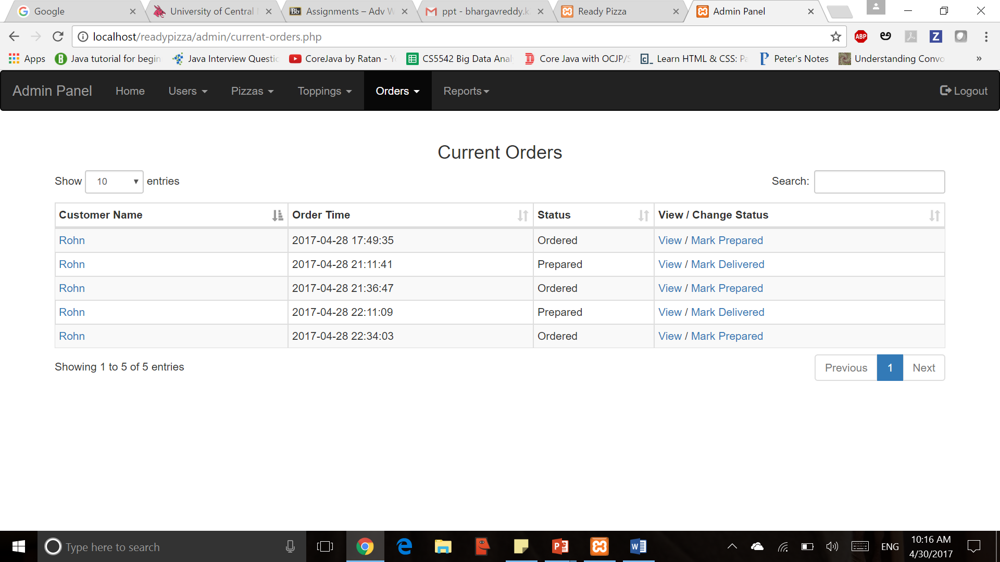 Google
University of Central
Bb Assignments – Adv W
ppt - bhargavreddy.k
Ready Pizza
Admin Panel
localhost/readypizza/admin/current-orders.php
ABP
Z
Apps
B Java tutorial for begin
Java Interview Questic
CoreJava by Ratan - Yo
CS5542 Big Data Anal
Core Java with OCJP/S
Learn HTML & CSS: Pa
Peter's Notes
Understanding Convo
»
Admin Panel
Home
Users
Pizzas
Toppings
Orders
Reports
Logout
Current Orders
Show 10 entries
Search:
Customer Name Order Time Status View / Change Status
Rohn 2017-04-28 17:49:35 Ordered View / Mark Prepared
Rohn 2017-04-28 21:11:41 Prepared View / Mark Delivered
Rohn 2017-04-28 21:36:47 Ordered View / Mark Prepared
Rohn 2017-04-28 22:11:09 Prepared View / Mark Delivered
Rohn 2017-04-28 22:34:03 Ordered View / Mark Prepared
Showing 1 to 5 of 5 entries
Previous 1 Next
Type here to search
ENG
10:16 AM
4/30/2017